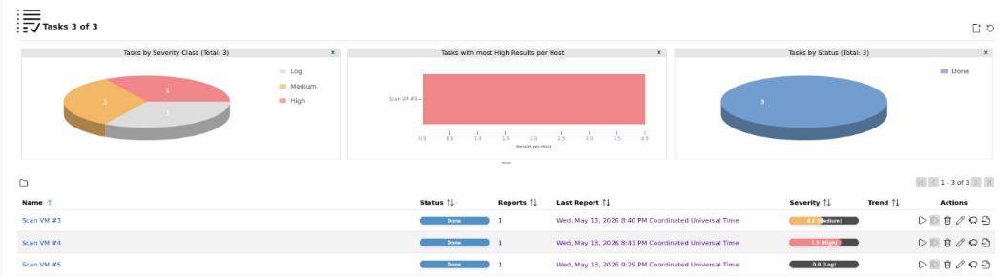 Tasks 3 of 3
Tasks by Severity Class (Total: 3) x
Log
Medium
High
1
1
1
Tasks with most High Results per Host x
Scan VM #4
0.0 0.5 1.0 1.5 2.0 2.5 3.0 3.5 4.0
Results per Host
Tasks by Status (Total: 3) x
Done
3
1 - 3 of 3
Name Status Reports Last Report Severity Trend Actions
Scan VM #3 Done 1 Wed, May 13, 2026 8:40 PM Coordinated Universal Time (Medium)
Scan VM #4 Done 1 Wed, May 13, 2026 8:41 PM Coordinated Universal Time 7.5 (High)
Scan VM #5 Done 1 Wed, May 13, 2026 9:29 PM Coordinated Universal Time 0.0 (Log)